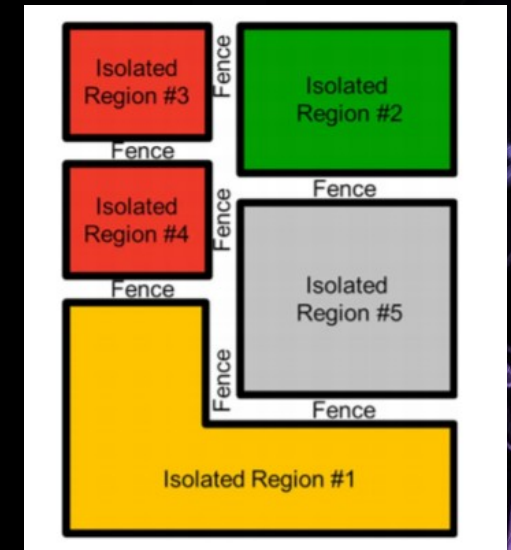 Isolated
Region #3
Fence
Isolated
Region #2
Fence
Fence
Isolated
Region #4
Fence
Isolated
Region #5
Fence
Fence
Fence
Isolated Region #1